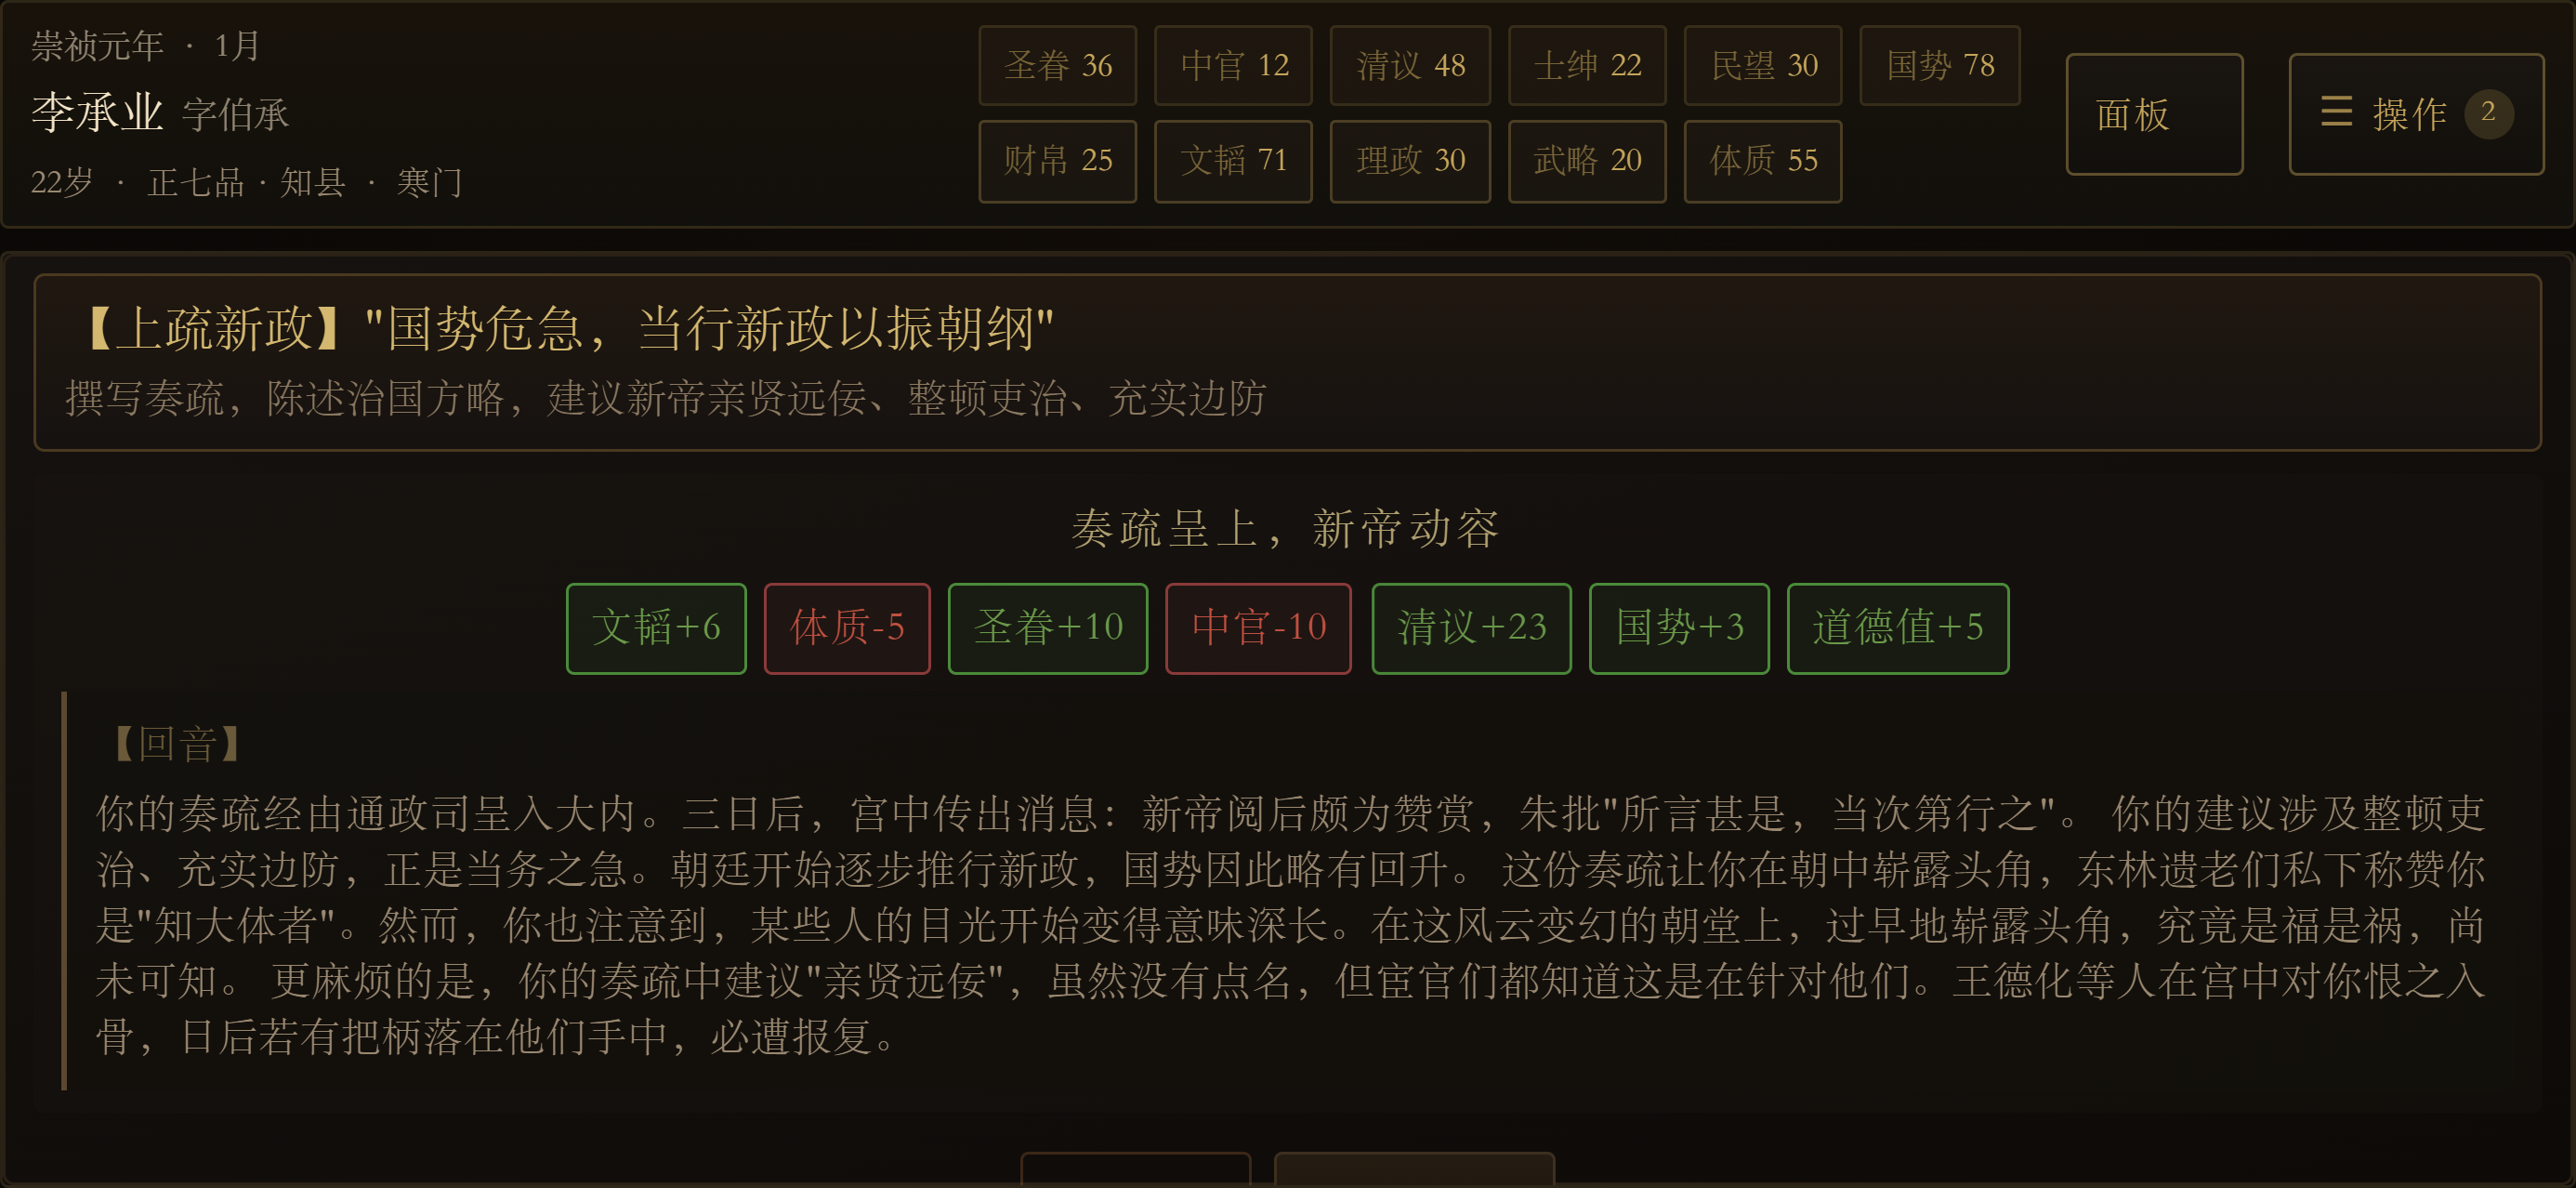 崇祯元年 · 1月
李承业 字伯承
22岁 · 正七品 · 知县 · 寒门
圣眷 36 中官 12 清议 48 士绅 22 民望 30 国势 78
财帛 25 文韬 71 理政 30 武略 20 体质 55
面板
☰ 操作 2
【上疏新政】"国势危急，当行新政以振朝纲"
撰写奏疏，陈述治国方略，建议新帝亲贤远佞、整顿吏治、充实边防
奏疏呈上，新帝动容
文韬+6 体质-5 圣眷+10 中官-10 清议+23 国势+3 道德值+5
【回音】
你的奏疏经由通政司呈入大内。三日后，宫中传出消息：新帝阅后颇为赞赏，朱批"所言甚是，当次第行之"。 你的建议涉及整顿吏
治、充实边防，正是当务之急。朝廷开始逐步推行新政，国势因此略有回升。 这份奏疏让你在朝中崭露头角，东林遗老们私下称赞你
是"知大体者"。然而，你也注意到，某些人的目光开始变得意味深长。在这风云变幻的朝堂上，过早地崭露头角，究竟是福是祸，尚
未可知。 更麻烦的是，你的奏疏中建议"亲贤远佞"，虽然没有点名，但宦官们都知道这是在针对他们。王德化等人在宫中对你恨之入
骨，日后若有把柄落在他们手中，必遭报复。